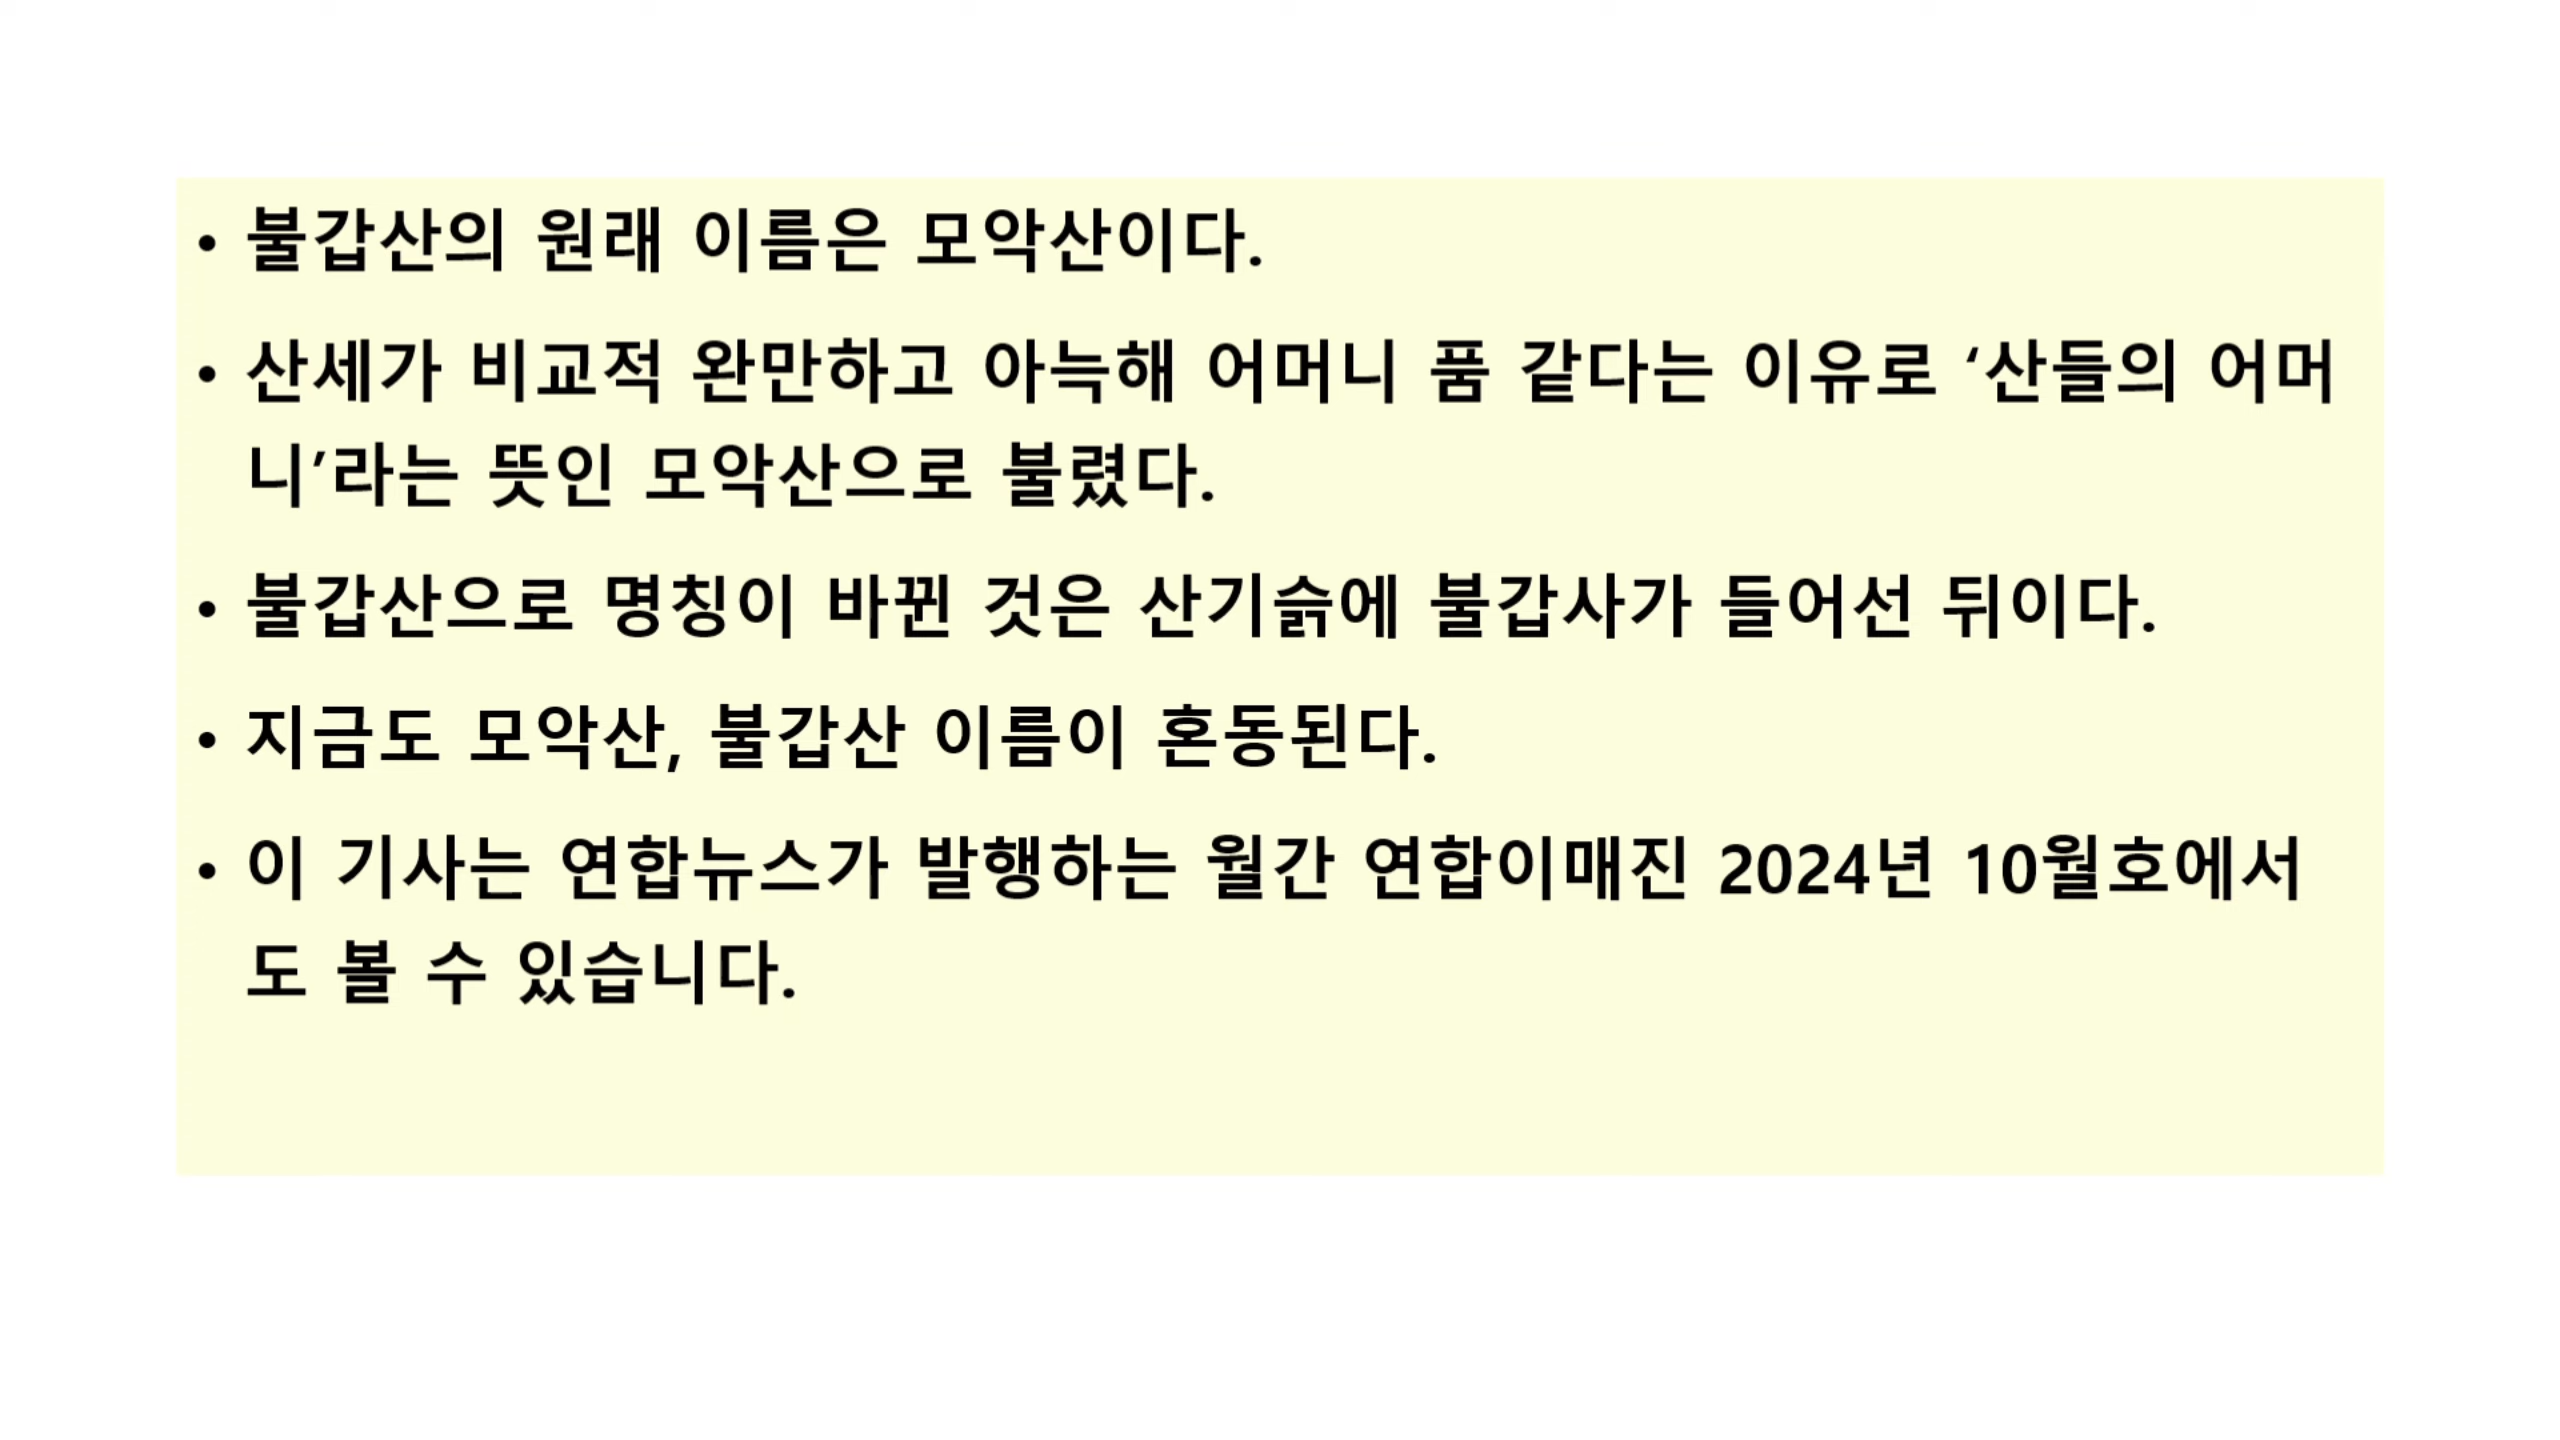 • 불갑산의 원래 이름은 모악산이다.
• 산세가 비교적 완만하고 아늑해 어머니 품 같다는 이유로 ‘산들의 어머
니’라는 뜻인 모악산으로 불렸다.
• 불갑산으로 명칭이 바뀐 것은 산기슭에 불갑사가 들어선 뒤이다.
• 지금도 모악산, 불갑산 이름이 혼동된다.
• 이 기사는 연합뉴스가 발행하는 월간 연합이매진 2024년 10월호에서
도 볼 수 있습니다.